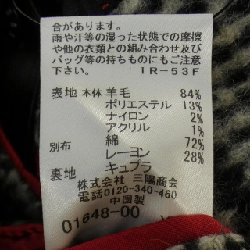 合があります。
雨や汗等の湿った状態での摩擦
や他の衣類との組み合わせ及び
バッグ等の持ちものにもご注意
下さい。 IR-53F
表地 本体 羊毛 84%
ポリエステル 13%
ナイロン 2%
アクリル 1%
別布 綿 72%
レーヨン 28%
裏地 キュプラ
株式会社 三陽商会
電話0120-340-460
中国製
01648-00